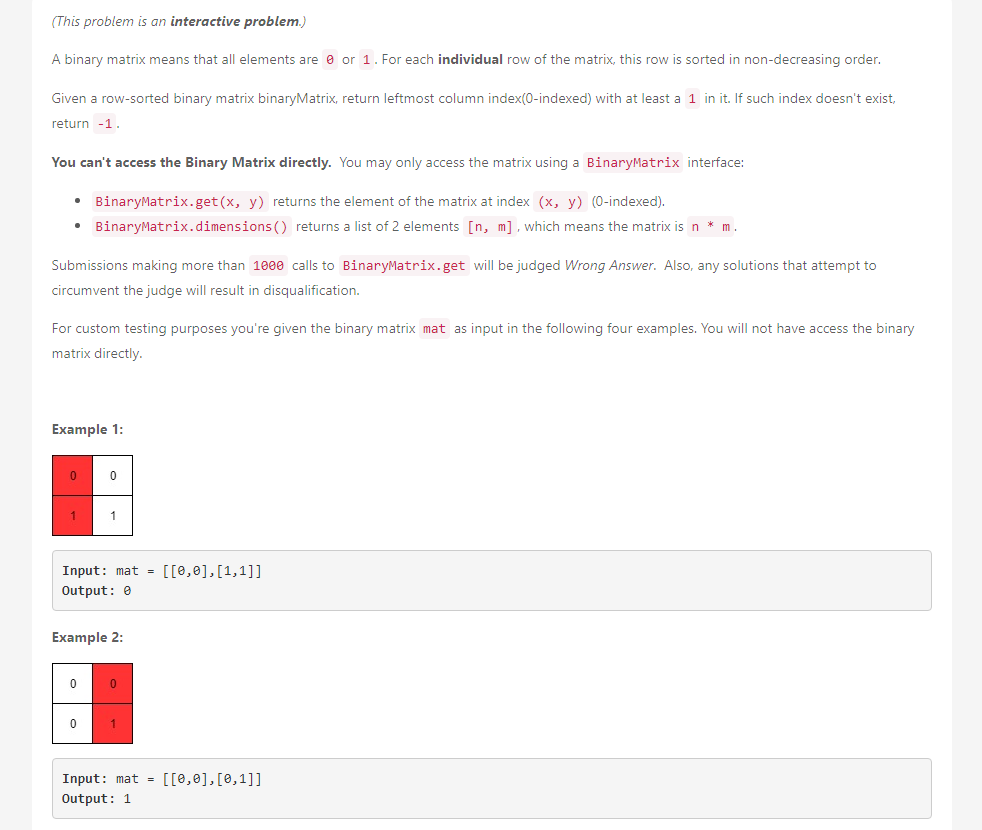 (This problem is an interactive problem.)
A binary matrix means that all elements are 0 or 1. For each individual row of the matrix, this row is sorted in non-decreasing order.
Given a row-sorted binary matrix binaryMatrix, return leftmost column index(0-indexed) with at least a 1 in it. If such index doesn't exist,
return -1.
You can't access the Binary Matrix directly. You may only access the matrix using a BinaryMatrix interface:
• BinaryMatrix.get(x, y) returns the element of the matrix at index (x, y) (0-indexed).
• BinaryMatrix.dimensions() returns a list of 2 elements [n, m], which means the matrix is n * m.
Submissions making more than 1000 calls to BinaryMatrix.get will be judged Wrong Answer. Also, any solutions that attempt to
circumvent the judge will result in disqualification.
For custom testing purposes you're given the binary matrix mat as input in the following four examples. You will not have access the binary
matrix directly.
Example 1:
0 0
1 1
Input: mat = [[0,0],[1,1]]
Output: 0
Example 2:
0 0
0 1
Input: mat = [[0,0],[0,1]]
Output: 1